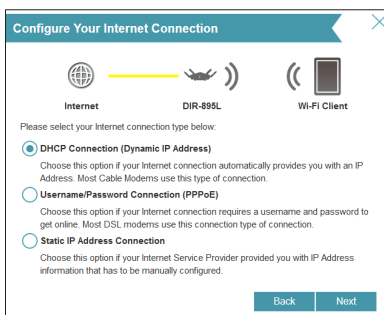 Configure Your Internet Connection
Internet DIR-895L Wi-Fi Client
Please select your Internet connection type below:
DHCP Connection (Dynamic IP Address)
Choose this option if your Internet connection automatically provides you with an IP
Address. Most Cable Modems use this type of connection.
Username/Password Connection (PPPoE)
Choose this option if your Internet connection requires a username and password to
get online. Most DSL modems use this connection type of connection.
Static IP Address Connection
Choose this option if your Internet Service Provider provided you with IP Address
information that has to be manually configured.
Back Next